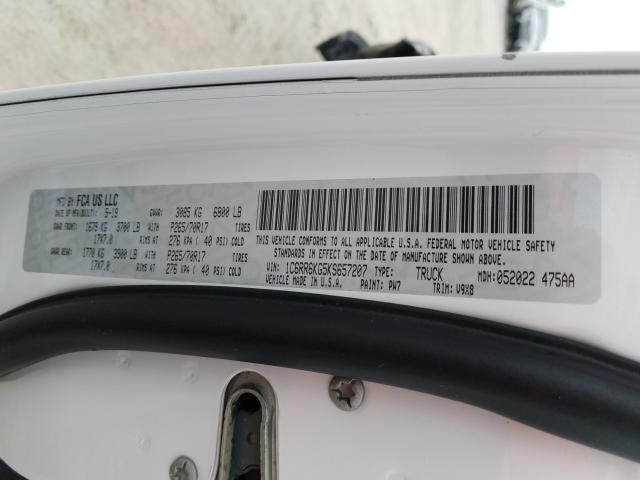 MFD BY FCA US LLC
DATE OF MFR(BUILT): 5-19 GVWR: 3085 KG 6800 LB
GAWR FRONT: 1679 KG 3700 LB WITH P265/70R17 TIRES
17X7.0 RIMS AT 276 KPA ( 40 PSI) COLD
GAWR REAR: 1770 KG 3900 LB WITH P265/70R17 TIRES
17X7.0 RIMS AT 276 KPA ( 40 PSI) COLD
THIS VEHICLE CONFORMS TO ALL APPLICABLE U.S.A. FEDERAL MOTOR VEHICLE SAFETY
STANDARDS IN EFFECT ON THE DATE OF MANUFACTURE SHOWN ABOVE.
VIN: 1C6RR6KG5KS657207 TYPE: TRUCK MDH: 052022 475AA
VEHICLE MADE IN U.S.A. PAINT: PW7 TRIM: V9X8